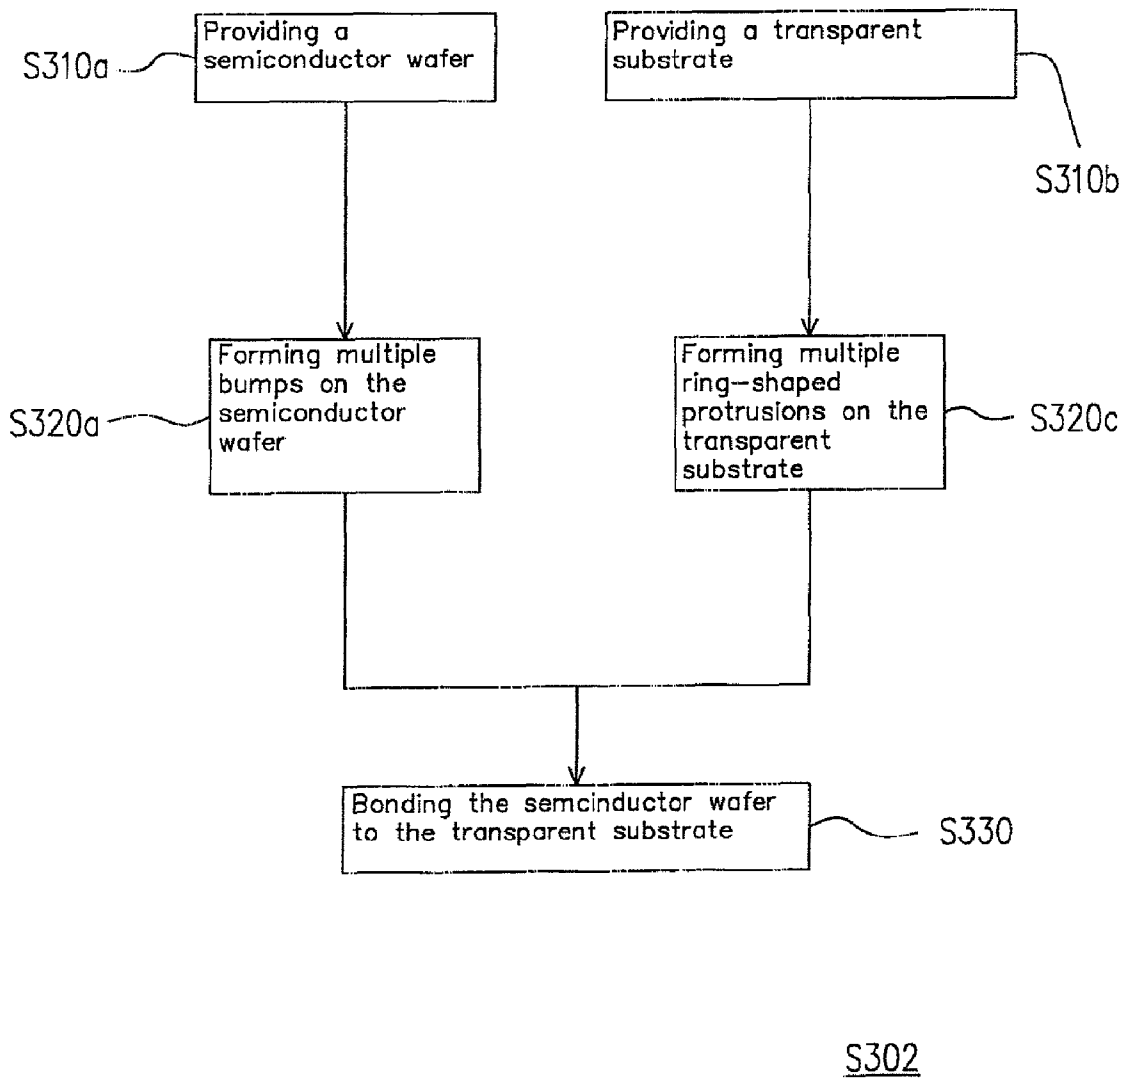 Providing a
semiconductor wafer
S310a
Providing a transparent
substrate
S310b
Forming multiple
bumps on the
semiconductor
wafer
S320a
Forming multiple
ring-shaped
protrusions on the
transparent
substrate
S320c
Bonding the semcinductor wafer
to the transparent substrate
S330
S302